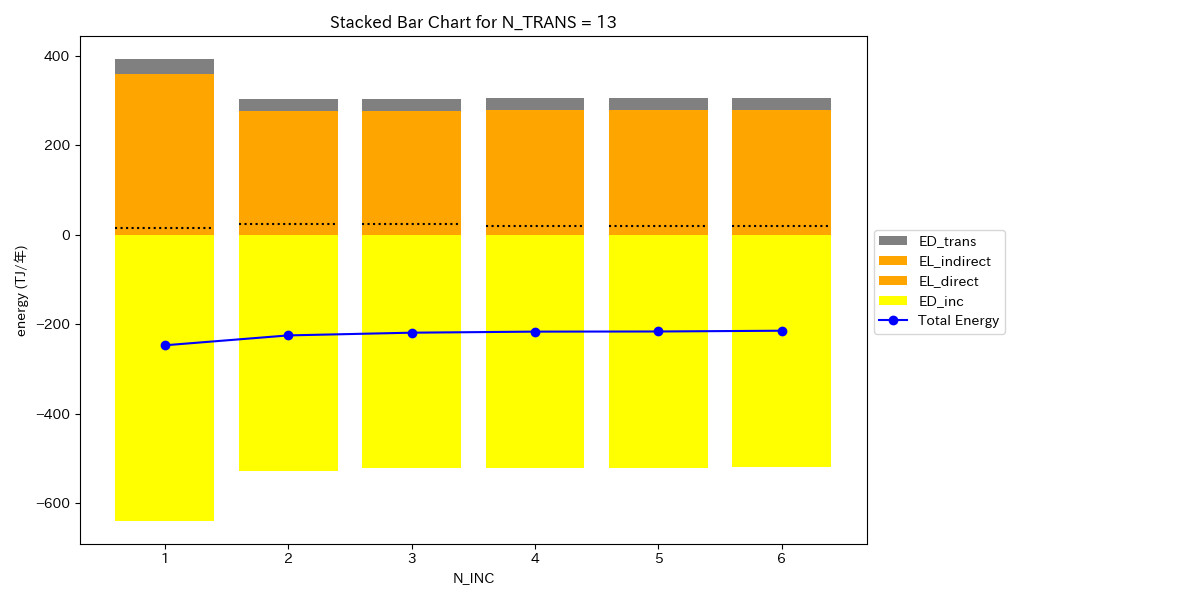 Stacked Bar Chart for N_TRANS = 13
energy (TJ/年)
400
200
0
−200
−400
−600
1
2
3
4
5
6
N_INC
ED_trans
EL_indirect
EL_direct
ED_inc
Total Energy